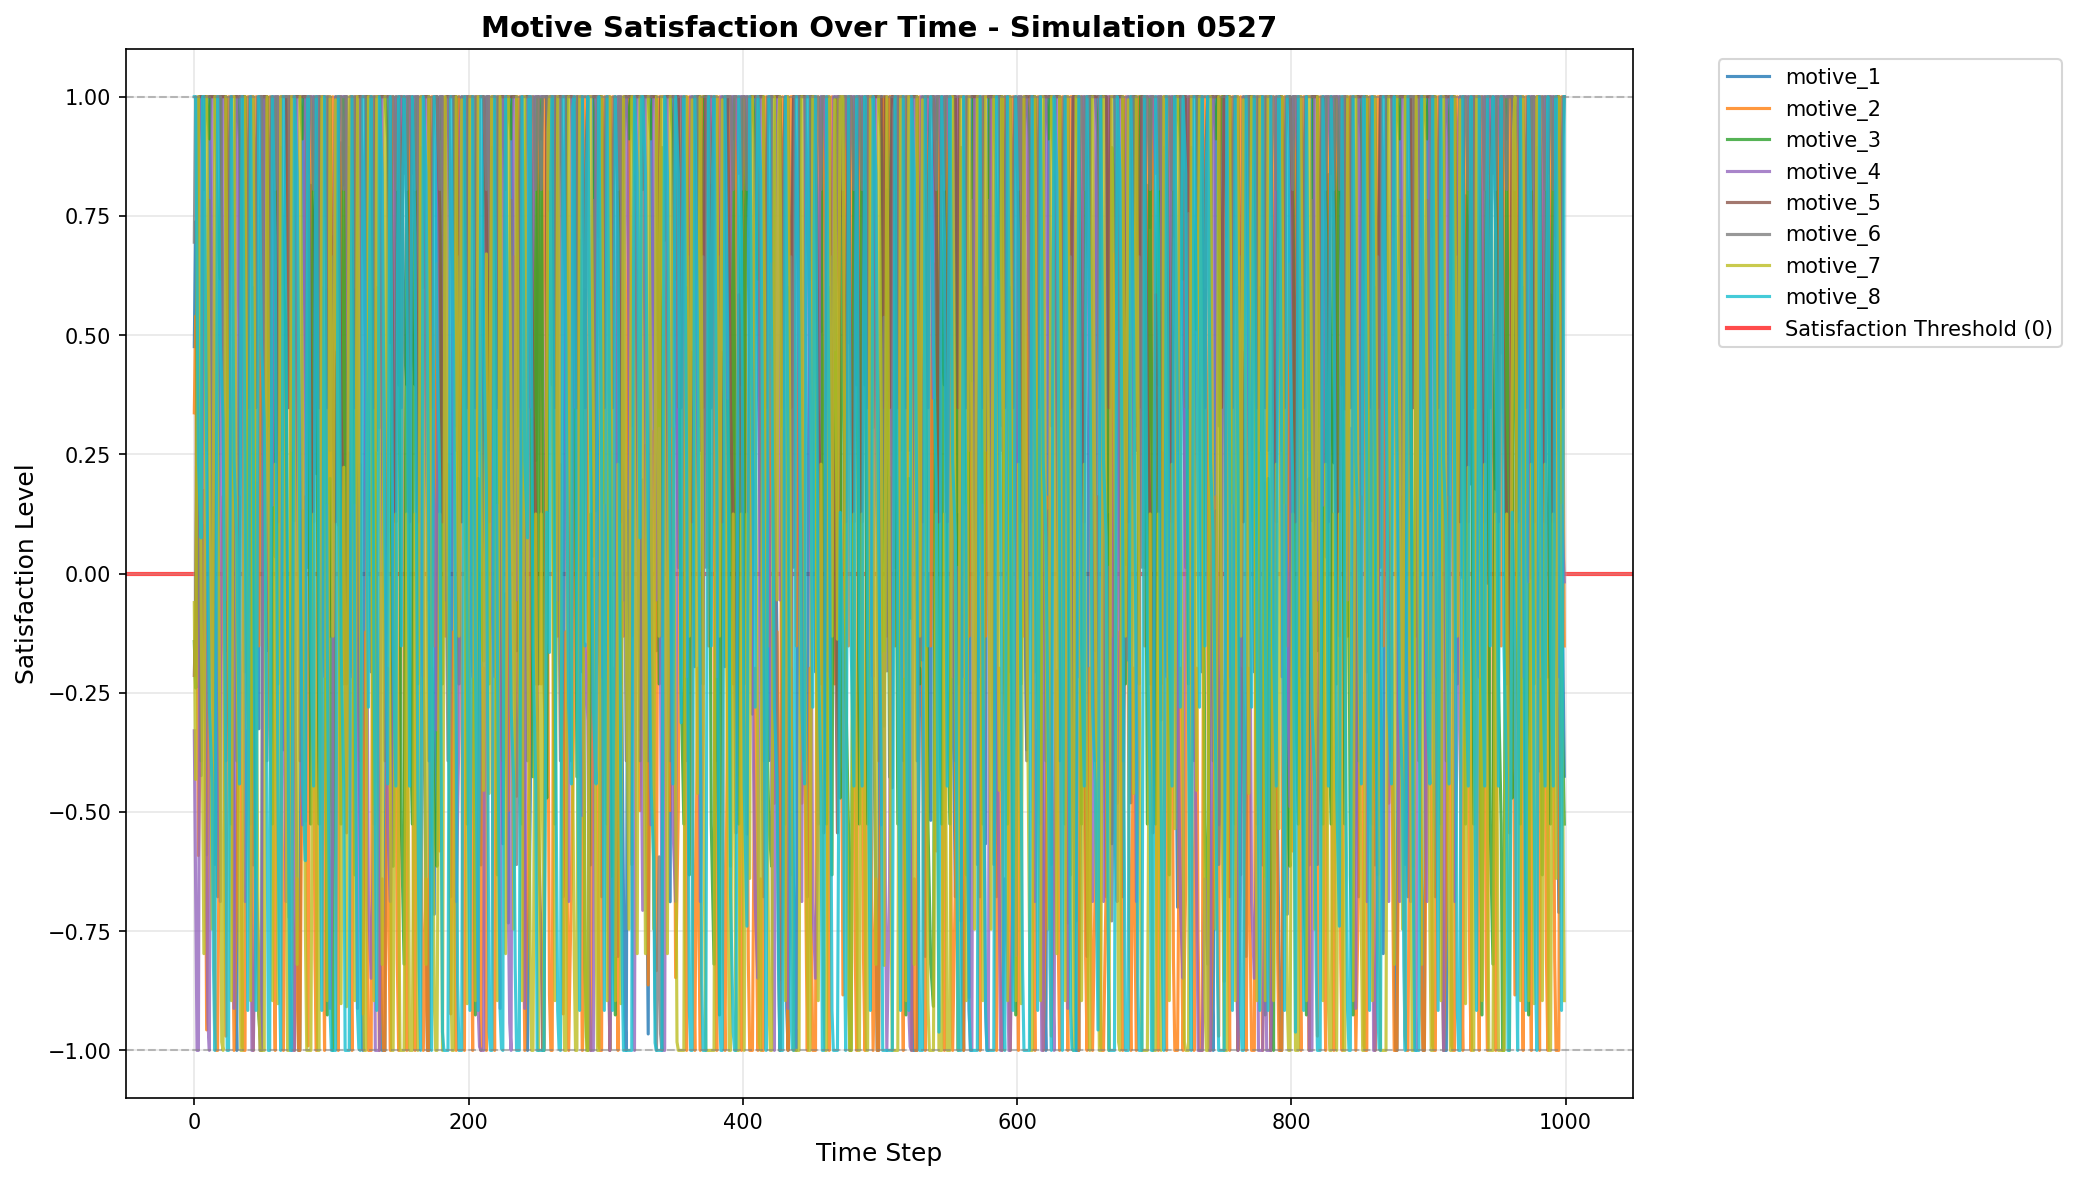 Motive Satisfaction Over Time - Simulation 0527
Satisfaction Level
1.00
0.75
0.50
0.25
0.00
−0.25
−0.50
−0.75
−1.00
0
200
400
600
800
1000
Time Step
motive_1
motive_2
motive_3
motive_4
motive_5
motive_6
motive_7
motive_8
Satisfaction Threshold (0)